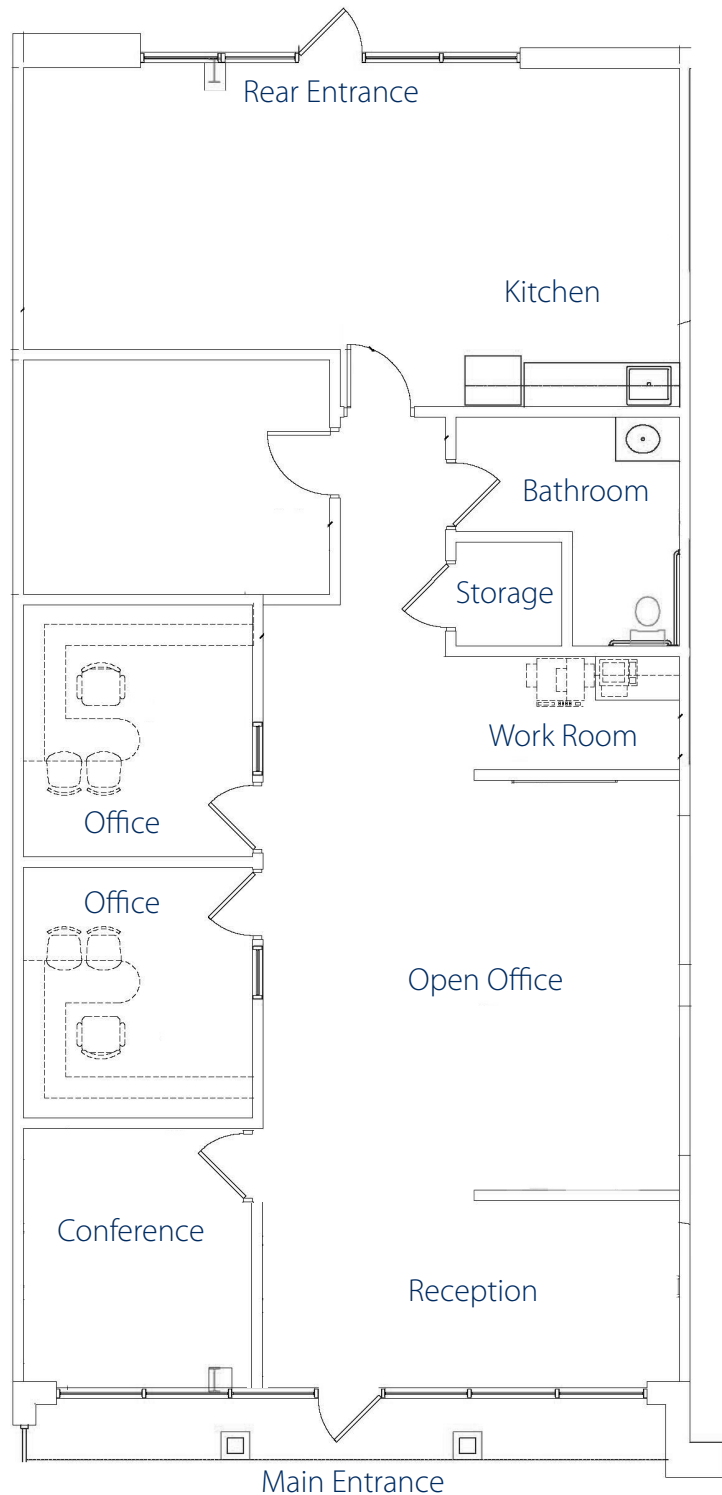 Rear Entrance
Kitchen
Bathroom
Storage
Work Room
Office
Office
Open Office
Conference
Reception
Main Entrance